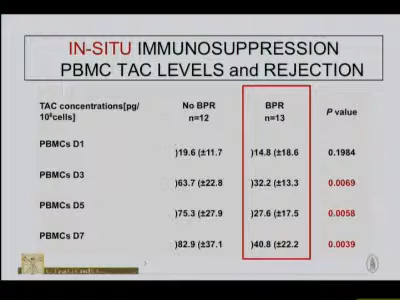 IN-SITU IMMUNOSUPPRESSION
PBMC TAC LEVELS and REJECTION
TAC concentrations[pg/
10⁶cells] No BPR
n=12 BPR
n=13 P value
PBMCs D1 )19.6 (±11.7 )14.8 (±18.6 0.1984
PBMCs D3 )63.7 (±22.8 )32.2 (±13.3 0.0069
PBMCs D5 )75.3 (±27.9 )27.6 (±17.5 0.0058
PBMCs D7 )82.9 (±37.1 )40.8 (±22.2 0.0039